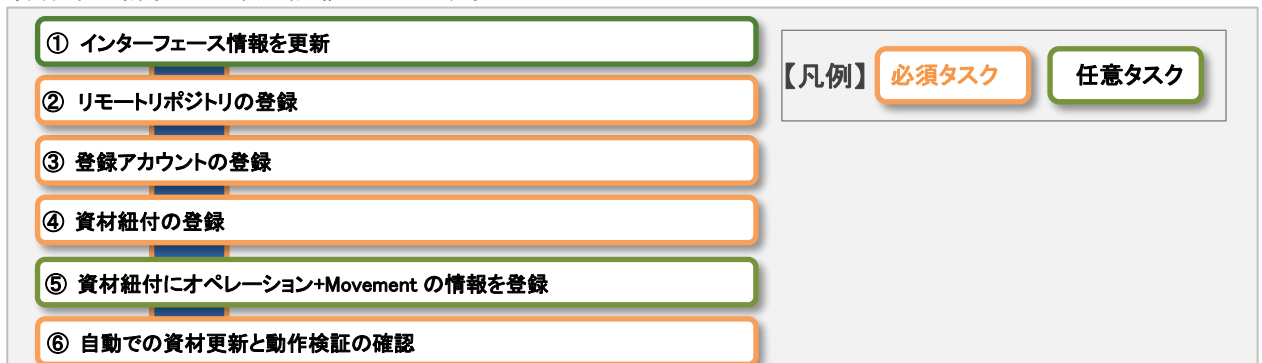 ① インターフェース情報を更新
② リモートリポジトリの登録
③ 登録アカウントの登録
④ 資材紐付の登録
⑤ 資材紐付にオペレーション+Movement の情報を登録
⑥ 自動での資材更新と動作検証の確認
【凡例】 必須タスク 任意タスク